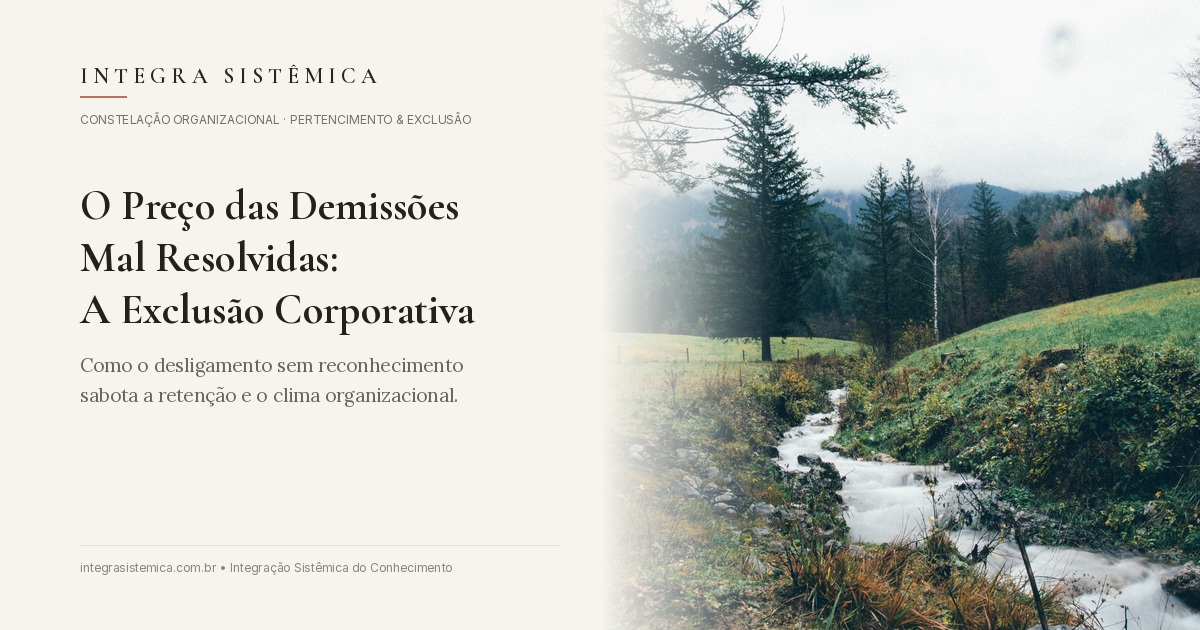 INTEGRA SISTÊMICA
CONSTELAÇÃO ORGANIZACIONAL · PERTENCIMENTO & EXCLUSÃO
O Preço das Demissões
Mal Resolvidas:
A Exclusão Corporativa
Como o desligamento sem reconhecimento
sabota a retenção e o clima organizacional.
integrasistemica.com.br • Integração Sistêmica do Conhecimento